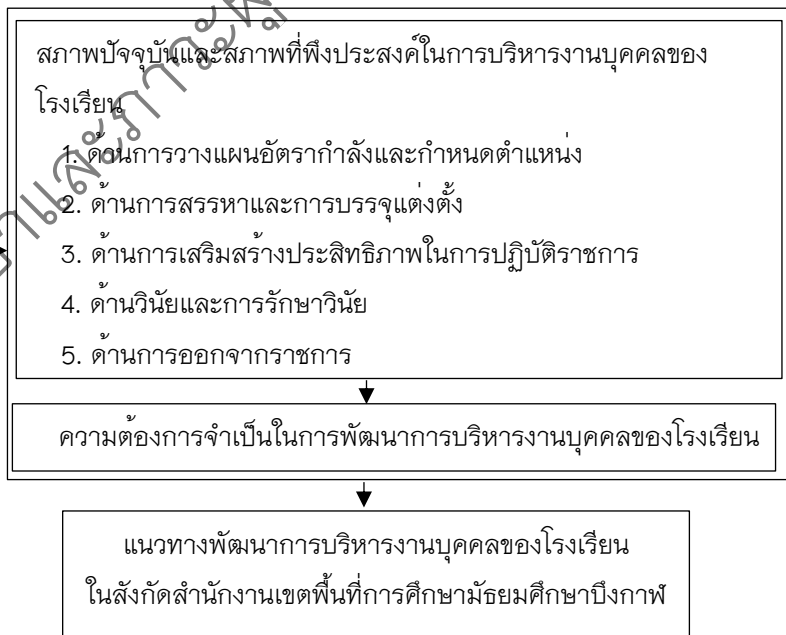 สภาพปัจจุบันและสภาพที่พึงประสงค์ในการบริหารงานบุคคลของ
โรงเรียน
1. ด้านการวางแผนอัตรากำลังและกำหนดตำแหน่ง
2. ด้านการสรรหาและการบรรจุแต่งตั้ง
3. ด้านการเสริมสร้างประสิทธิภาพในการปฏิบัติราชการ
4. ด้านวินัยและการรักษาวินัย
5. ด้านการออกจากราชการ
ความต้องการจำเป็นในการพัฒนาการบริหารงานบุคคลของโรงเรียน
แนวทางพัฒนาการบริหารงานบุคคลของโรงเรียน
ในสังกัดสำนักงานเขตพื้นที่การศึกษามัธยมศึกษาบึงกาฬ